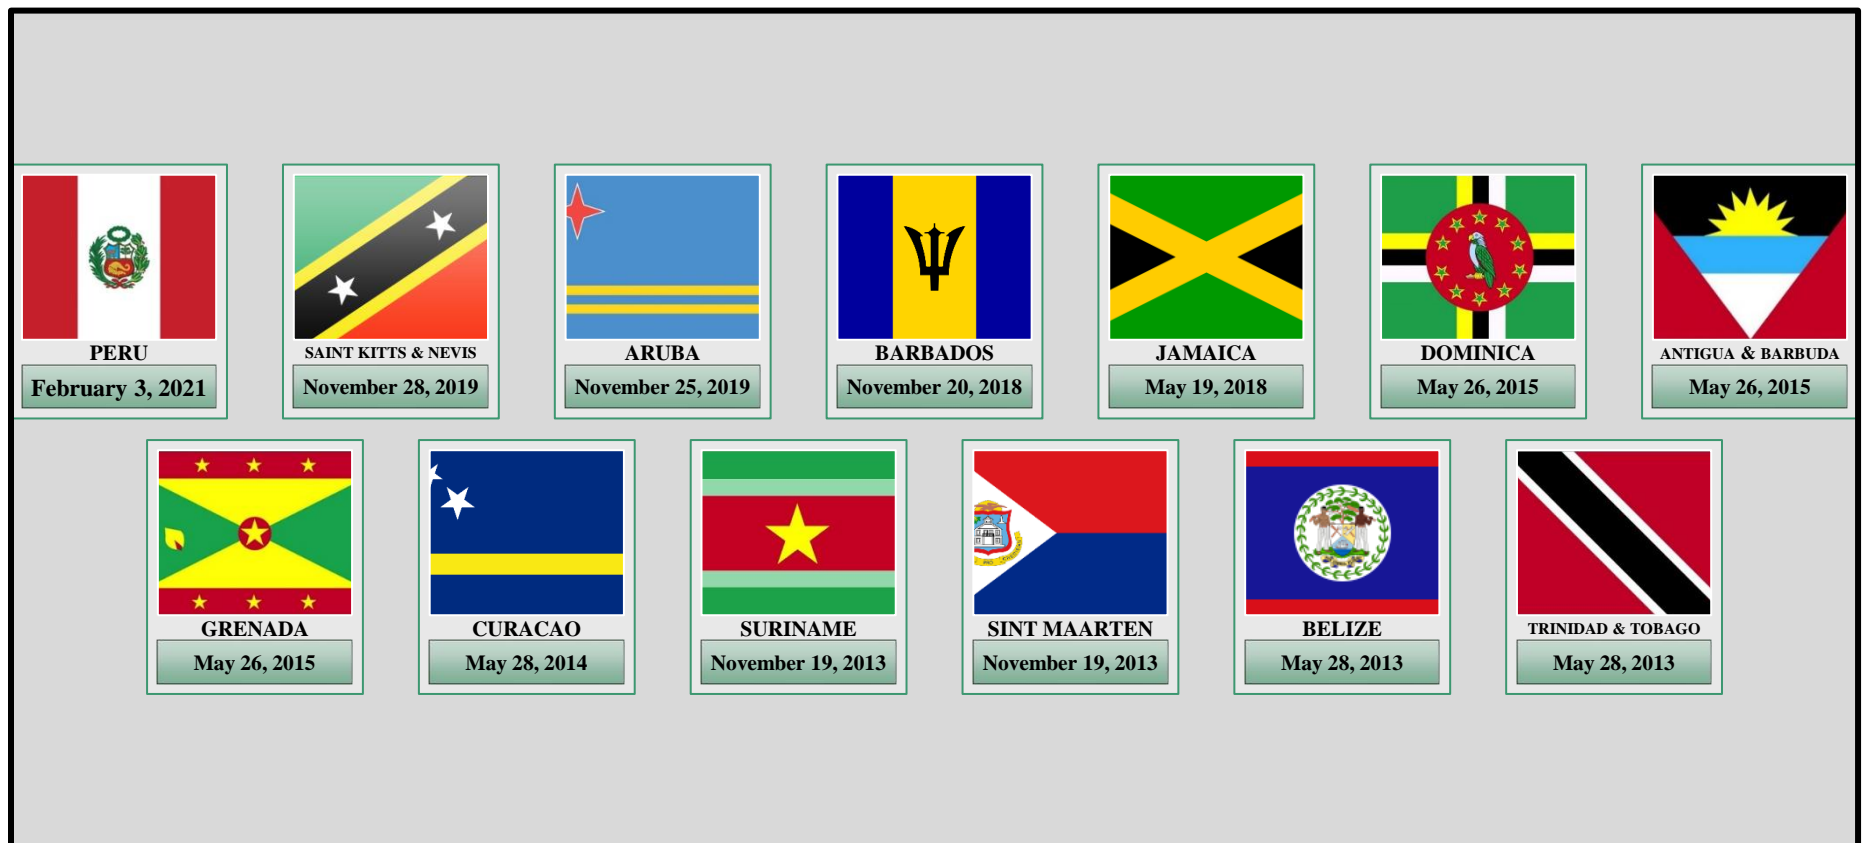 PERU
February 3, 2021
SAINT KITTS & NEVIS
November 28, 2019
ARUBA
November 25, 2019
BARBADOS
November 20, 2018
JAMAICA
May 19, 2018
DOMINICA
May 26, 2015
ANTIGUA & BARBUDA
May 26, 2015
GRENADA
May 26, 2015
CURACAO
May 28, 2014
SURINAME
November 19, 2013
SINT MAARTEN
November 19, 2013
BELIZE
May 28, 2013
TRINIDAD & TOBAGO
May 28, 2013